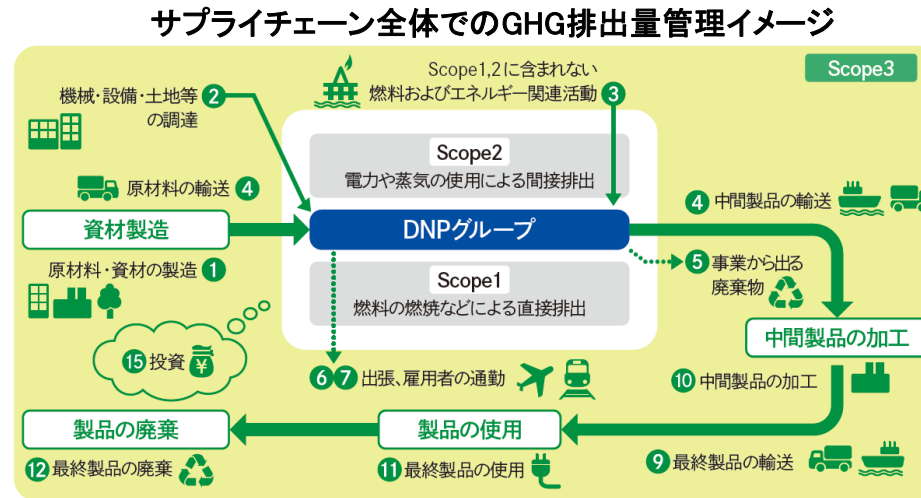 サプライチェーン全体でのGHG排出量管理イメージ
Scope3
Scope1,2に含まれない
燃料およびエネルギー関連活動 3
機械・設備・土地等 2
の調達
Scope2
電力や蒸気の使用による間接排出
原材料の輸送 4
4 中間製品の輸送
資材製造
DNPグループ
原材料・資材の製造 1
5 事業から出る
廃棄物
Scope1
燃料の燃焼などによる直接排出
中間製品の加工
15 投資 ¥
6 7 出張、雇用者の通勤
10 中間製品の加工
製品の廃棄
製品の使用
12 最終製品の廃棄
11 最終製品の使用
9 最終製品の輸送